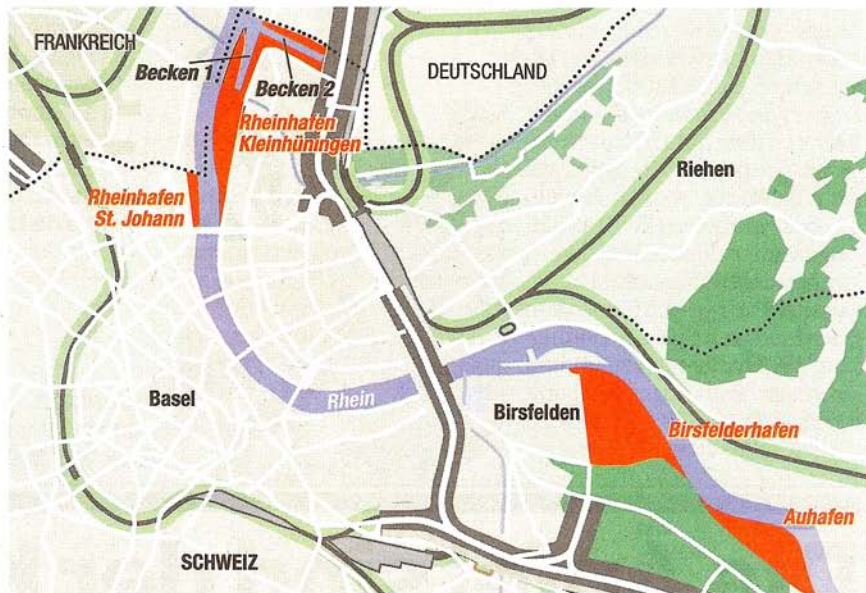 FRANKREICH
Becken 1
Becken 2
DEUTSCHLAND
Rheinhafen
Kleinhüningen
Riehen
Rheinhafen
St. Johann
Basel
Rhein
Birsfelden
Birsfelderhafen
Auhafen
SCHWEIZ